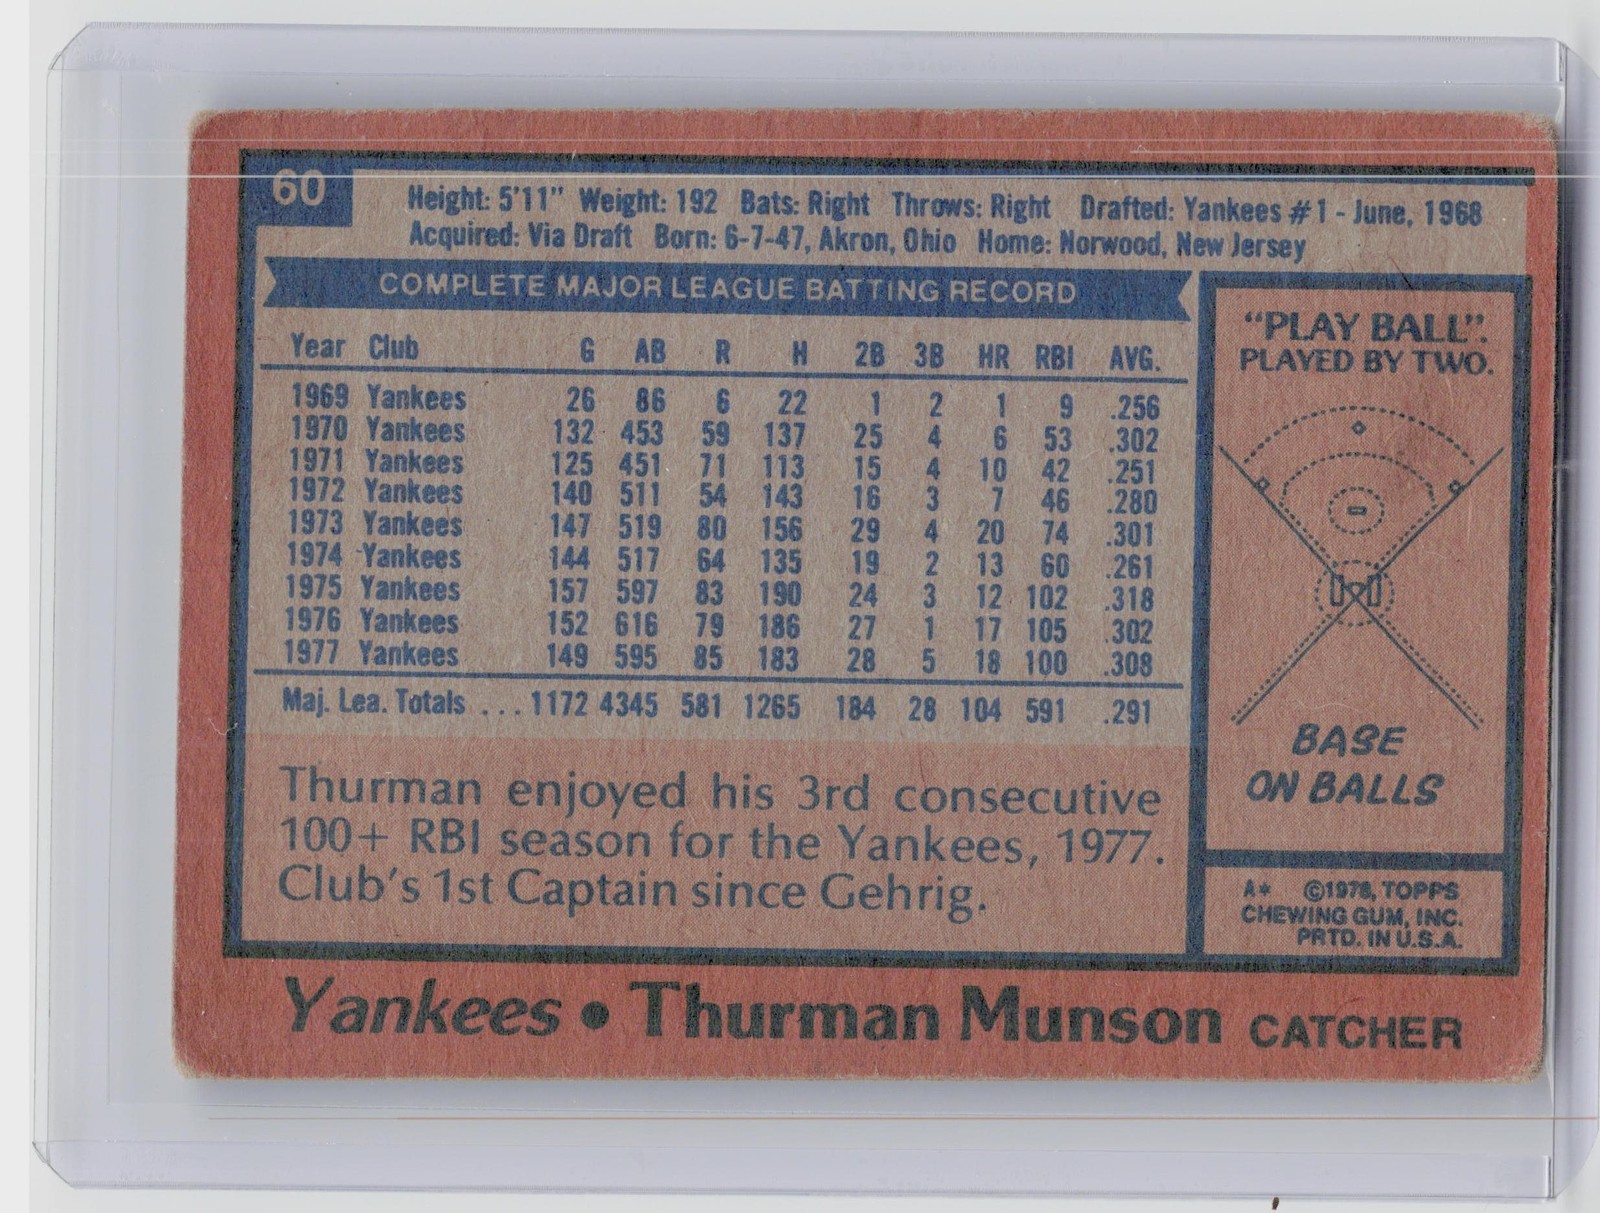 60
Height: 5'11" Weight: 192 Bats: Right Throws: Right Drafted: Yankees #1 - June, 1968
Acquired: Via Draft Born: 6-7-47, Akron, Ohio Home: Norwood, New Jersey
COMPLETE MAJOR LEAGUE BATTING RECORD
Year Club G AB R H 2B 3B HR RBI AVG.
1969 Yankees 26 86 6 22 1 2 1 9 .256
1970 Yankees 132 453 59 137 25 4 6 53 .302
1971 Yankees 125 451 71 113 15 4 10 42 .251
1972 Yankees 140 511 54 143 16 3 7 46 .280
1973 Yankees 147 519 80 156 29 4 20 74 .301
1974 Yankees 144 517 64 135 19 2 13 60 .261
1975 Yankees 157 597 83 190 24 3 12 102 .318
1976 Yankees 152 616 79 186 27 1 17 105 .302
1977 Yankees 149 595 85 183 28 5 18 100 .308
Maj. Lea. Totals ... 1172 4345 581 1265 184 28 104 591 .291
Thurman enjoyed his 3rd consecutive
100+ RBI season for the Yankees, 1977.
Club's 1st Captain since Gehrig.
"PLAY BALL".
PLAYED BY TWO.
BASE
ON BALLS
A* ©1978, TOPPS
CHEWING GUM, INC.
PRTD. IN U.S.A.
Yankees • Thurman Munson CATCHER